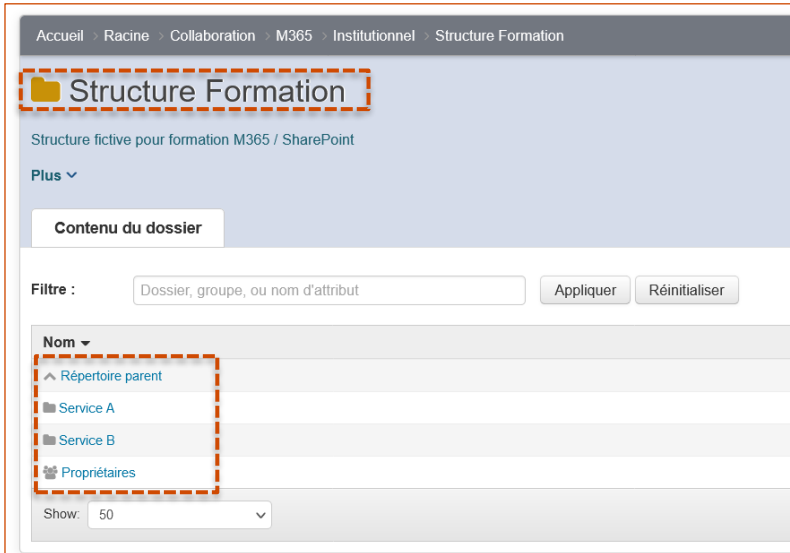 Accueil > Racine > Collaboration > M365 > Institutionnel > Structure Formation
Structure Formation
Structure fictive pour formation M365 / SharePoint
Plus
Contenu du dossier
Filtre : Dossier, groupe, ou nom d'attribut Appliquer Réinitialiser
Nom
Répertoire parent
Service A
Service B
Propriétaires
Show: 50